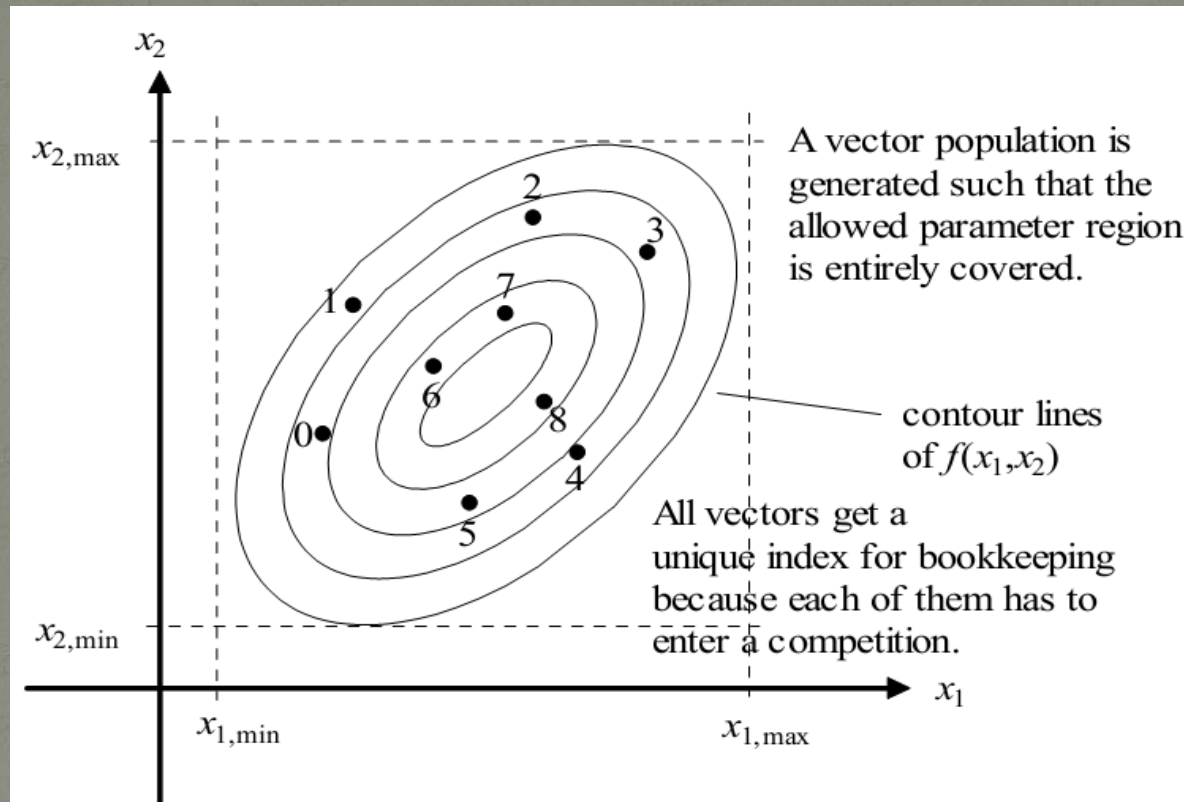 x2
x2,max
A vector population is
generated such that the
allowed parameter region
is entirely covered.
2
3
1
7
6
8
0
4
5
contour lines
of f(x1,x2)
All vectors get a
unique index for bookkeeping
because each of them has to
enter a competition.
x2,min
x1
x1,min
x1,max